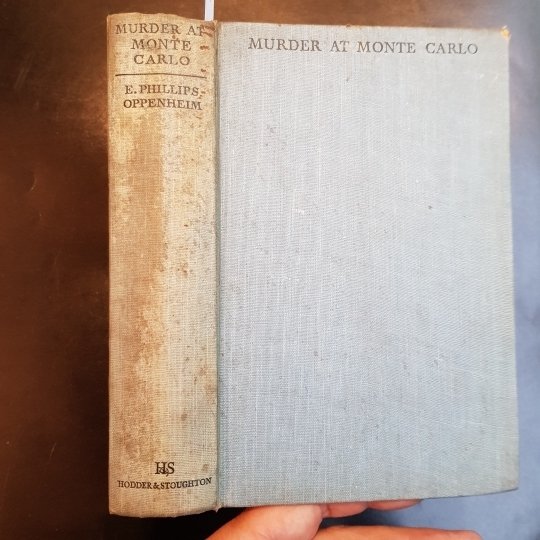 MURDER AT
MONTE
CARLO
E. PHILLIPS-
OPPENHEIM
HS
HODDER & STOUGHTON
MURDER AT MONTE CARLO